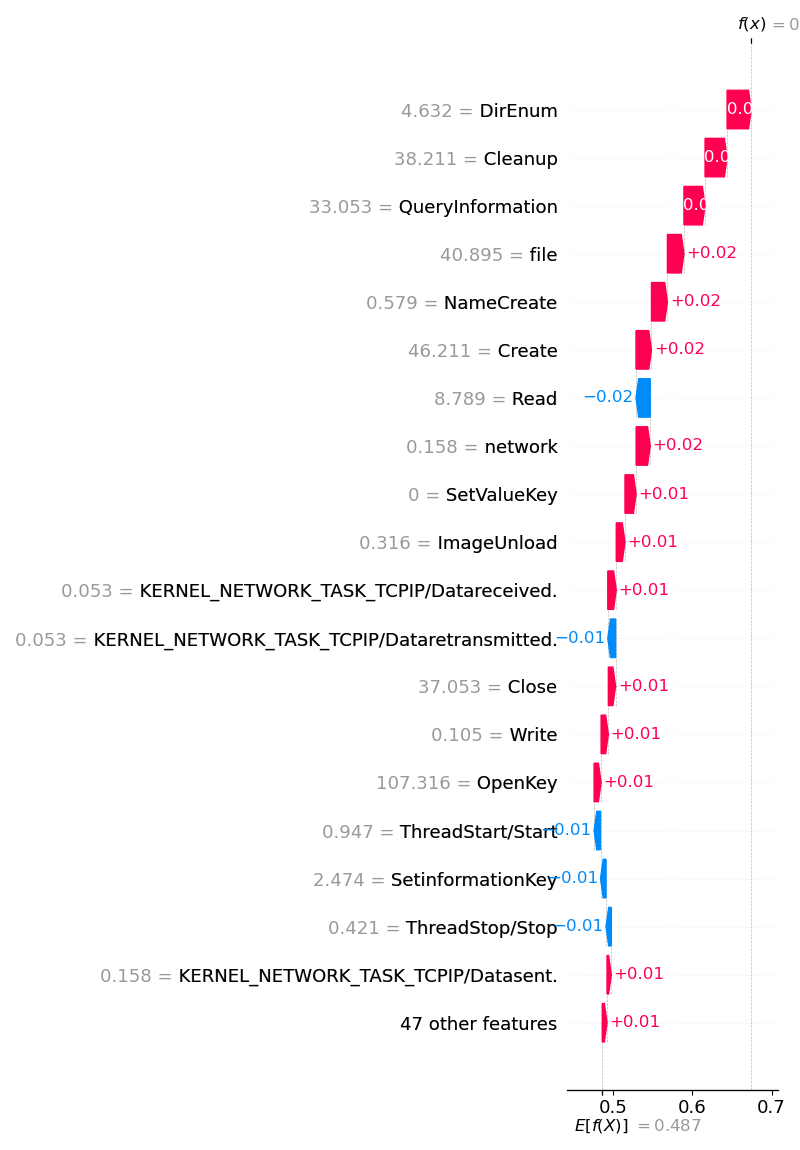 f(x) = 0
4.632 = DirEnum
38.211 = Cleanup
33.053 = QueryInformation
40.895 = file +0.02
0.579 = NameCreate +0.02
46.211 = Create +0.02
8.789 = Read −0.02
0.158 = network +0.02
0 = SetValueKey +0.01
0.316 = ImageUnload +0.01
0.053 = KERNEL_NETWORK_TASK_TCPIP/Datareceived. +0.01
0.053 = KERNEL_NETWORK_TASK_TCPIP/Dataretransmitted. −0.01
37.053 = Close +0.01
0.105 = Write +0.01
107.316 = OpenKey +0.01
0.947 = ThreadStart/Start −0.01
2.474 = SetinformationKey −0.01
0.421 = ThreadStop/Stop −0.01
0.158 = KERNEL_NETWORK_TASK_TCPIP/Datasent. +0.01
47 other features +0.01
0.5 0.6 0.7
E[f(X)] = 0.487